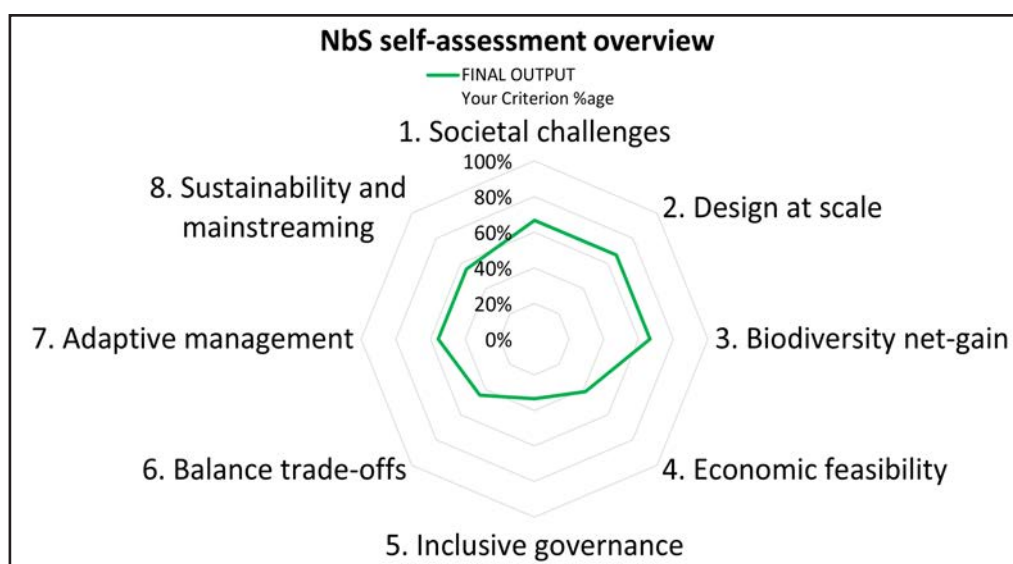 NbS self-assessment overview
FINAL OUTPUT
Your Criterion %age
1. Societal challenges
100%
80%
60%
40%
20%
0%
2. Design at scale
3. Biodiversity net-gain
4. Economic feasibility
5. Inclusive governance
6. Balance trade-offs
7. Adaptive management
8. Sustainability and
mainstreaming